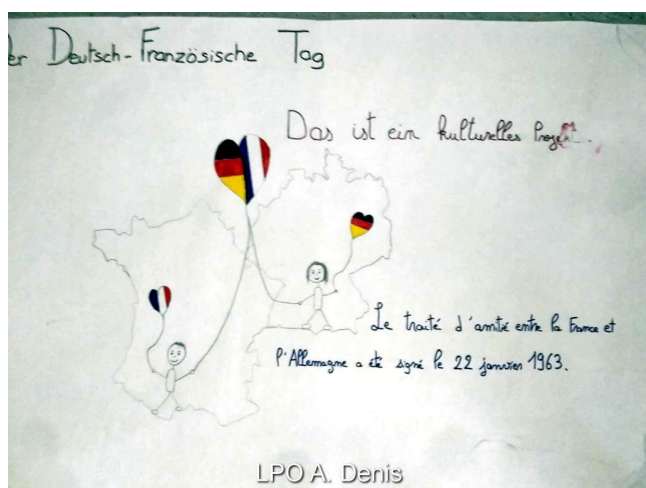 er Deutsch-Französische Tag
Das ist ein kulturelles
Le traité d'amitié entre la France et
l'Allemagne a été signé le 22 janvier 1963.
LPO A. Denis